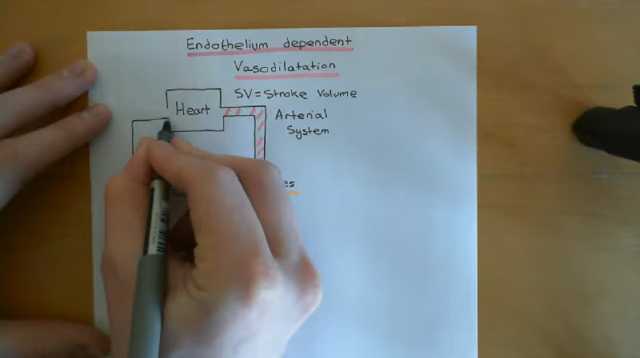 Endothelium dependent
Vasodilatation
SV = Stroke Volume
Heart
Arterial
System